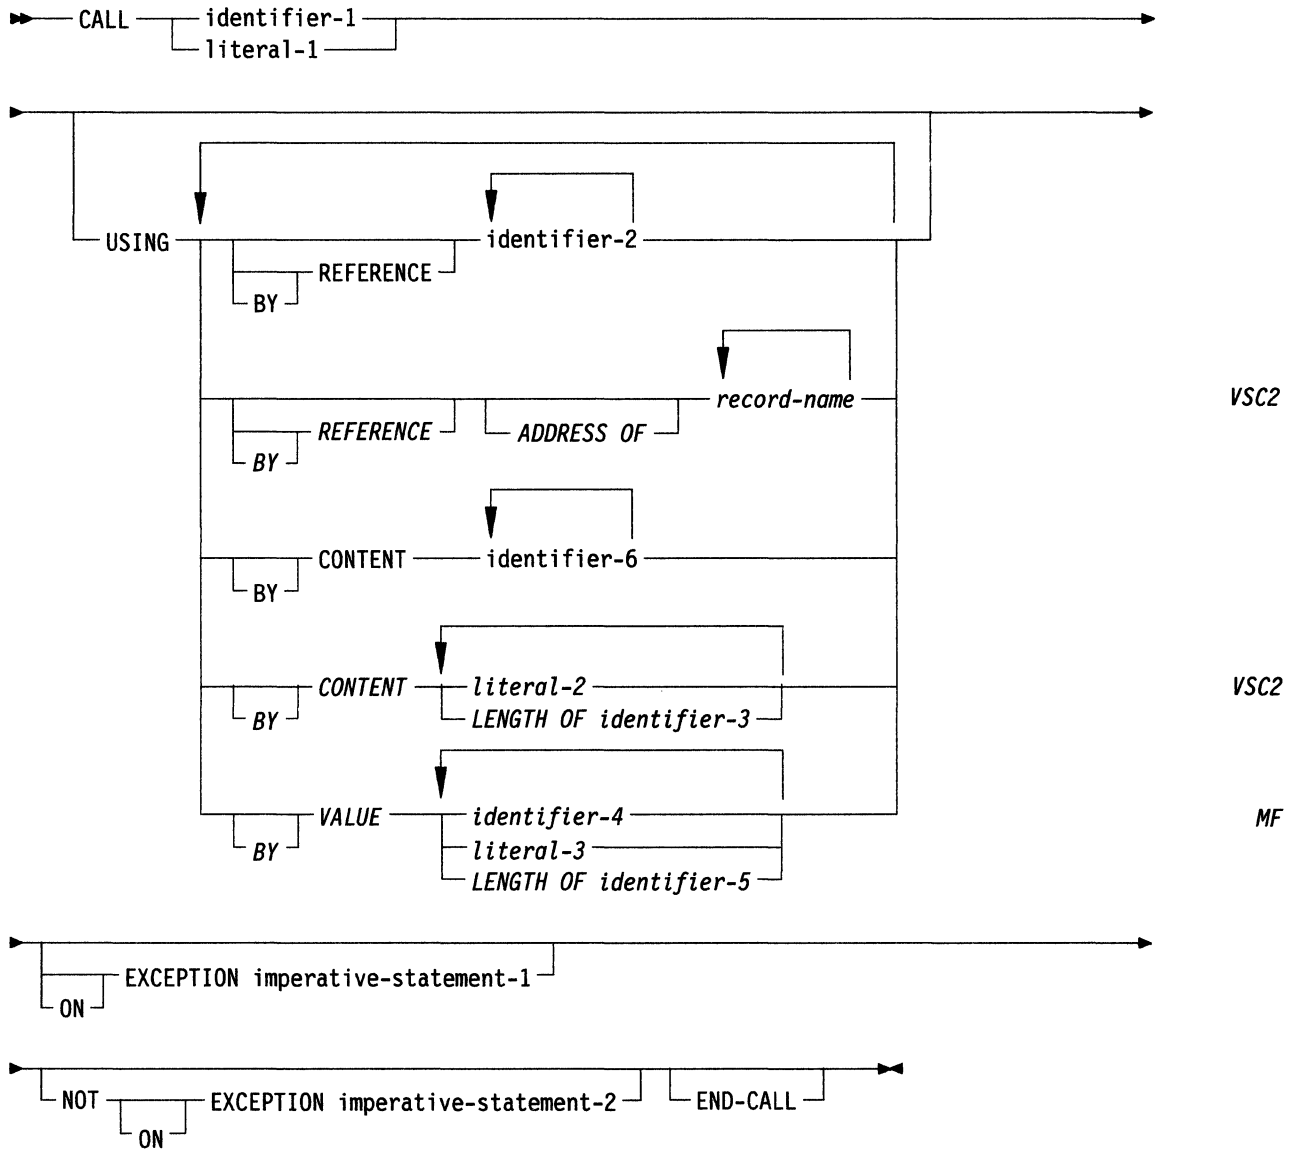 CALL identifier-1
literal-1
USING identifier-2
REFERENCE
BY
record-name VSC2
REFERENCE ADDRESS OF
BY
CONTENT identifier-6
BY
CONTENT literal-2 VSC2
BY LENGTH OF identifier-3
VALUE identifier-4 MF
BY literal-3
LENGTH OF identifier-5
EXCEPTION imperative-statement-1
ON
NOT EXCEPTION imperative-statement-2 END-CALL
ON